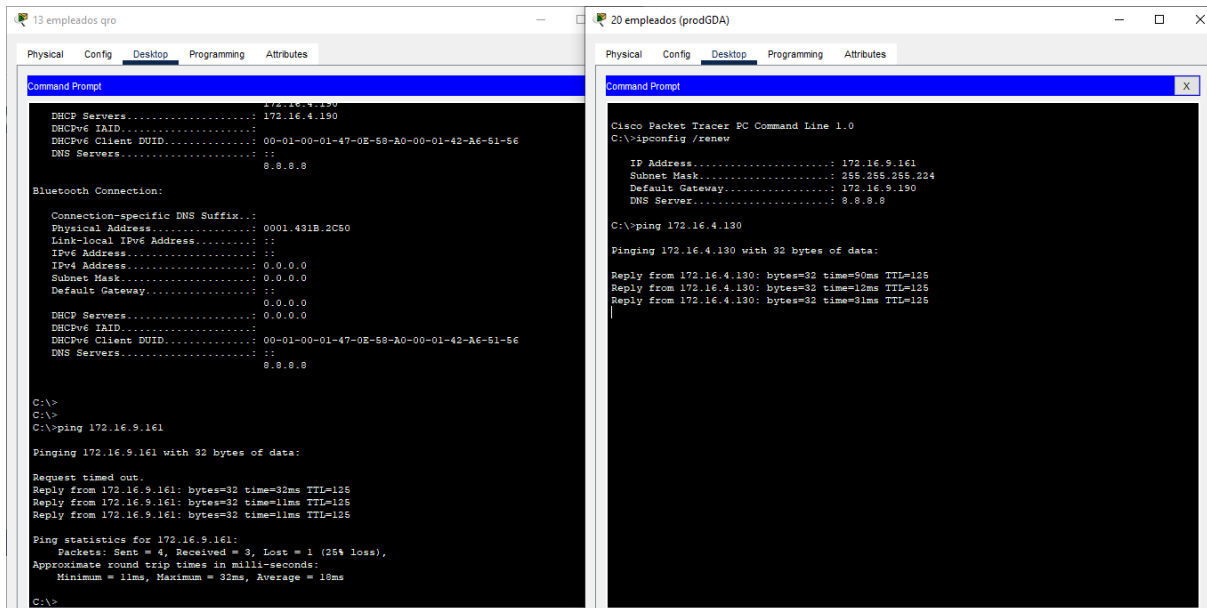 13 empleados qro
Physical Config Desktop Programming Attributes
Command Prompt
172.16.4.190
DHCP Servers.....................: 172.16.4.190
DHCPv6 IAID......................:
DHCPv6 Client DUID...............: 00-01-00-01-47-0E-58-A0-00-01-42-A6-51-56
DNS Servers......................: ::
8.8.8.8
Bluetooth Connection:
Connection-specific DNS Suffix..:
Physical Address................: 0001.431B.2C50
Link-local IPv6 Address.........: ::
IPv6 Address....................: ::
IPv4 Address....................: 0.0.0.0
Subnet Mask.....................: 0.0.0.0
Default Gateway.................: ::
0.0.0.0
DHCP Servers....................: 0.0.0.0
DHCPv6 IAID.....................:
DHCPv6 Client DUID..............: 00-01-00-01-47-0E-58-A0-00-01-42-A6-51-56
DNS Servers.....................: ::
8.8.8.8
C:\>
C:\>
C:\>ping 172.16.9.161
Pinging 172.16.9.161 with 32 bytes of data:
Request timed out.
Reply from 172.16.9.161: bytes=32 time=32ms TTL=125
Reply from 172.16.9.161: bytes=32 time=11ms TTL=125
Reply from 172.16.9.161: bytes=32 time=11ms TTL=125
Ping statistics for 172.16.9.161:
Packets: Sent = 4, Received = 3, Lost = 1 (25% loss),
Approximate round trip times in milli-seconds:
Minimum = 11ms, Maximum = 32ms, Average = 18ms
C:\>
20 empleados (prodGDA)
Physical Config Desktop Programming Attributes
Command Prompt
X
Cisco Packet Tracer PC Command Line 1.0
C:\>ipconfig /renew
IP Address......................: 172.16.9.161
Subnet Mask.....................: 255.255.255.224
Default Gateway.................: 172.16.9.190
DNS Server......................: 8.8.8.8
C:\>ping 172.16.4.130
Pinging 172.16.4.130 with 32 bytes of data:
Reply from 172.16.4.130: bytes=32 time=90ms TTL=125
Reply from 172.16.4.130: bytes=32 time=12ms TTL=125
Reply from 172.16.4.130: bytes=32 time=31ms TTL=125